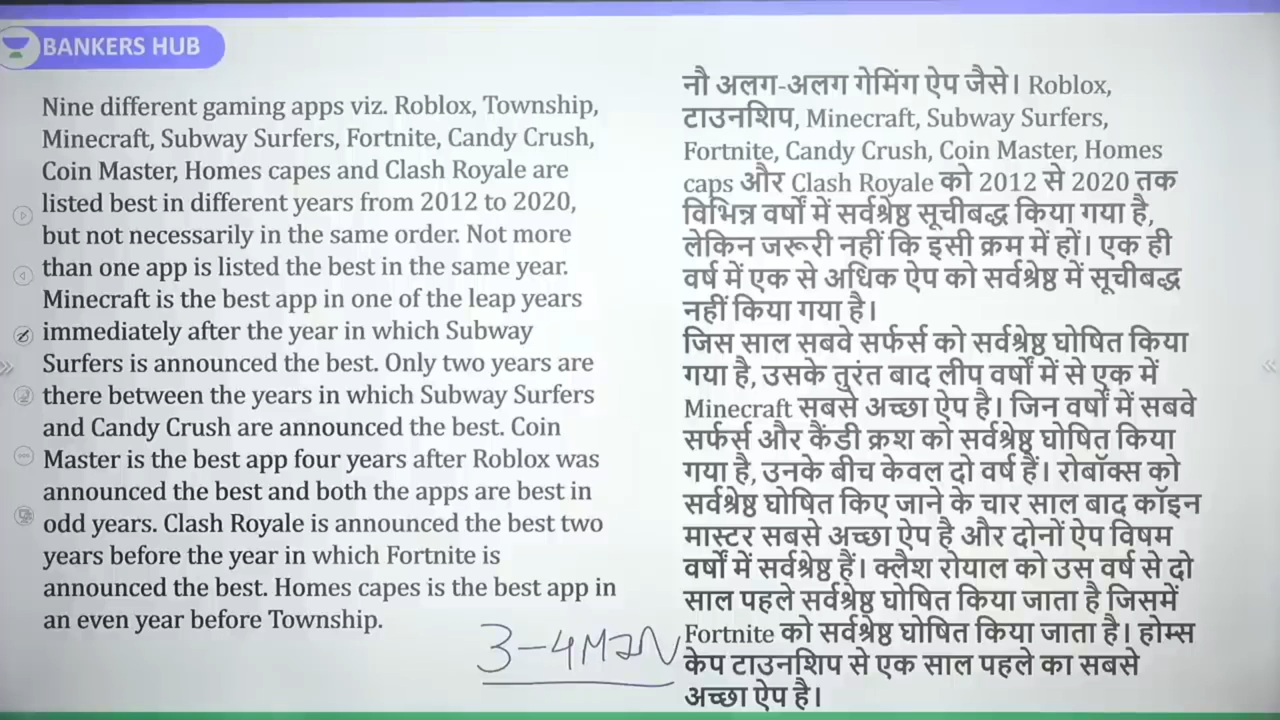 BANKERS HUB
Nine different gaming apps viz. Roblox, Township,
Minecraft, Subway Surfers, Fortnite, Candy Crush,
Coin Master, Homes capes and Clash Royale are
listed best in different years from 2012 to 2020,
but not necessarily in the same order. Not more
than one app is listed the best in the same year.
Minecraft is the best app in one of the leap years
immediately after the year in which Subway
Surfers is announced the best. Only two years are
there between the years in which Subway Surfers
and Candy Crush are announced the best. Coin
Master is the best app four years after Roblox was
announced the best and both the apps are best in
odd years. Clash Royale is announced the best two
years before the year in which Fortnite is
announced the best. Homes capes is the best app in
an even year before Township.
3-4
नौ अलग-अलग गेमिंग ऐप जैसे। Roblox,
टाउनशिप, Minecraft, Subway Surfers,
Fortnite, Candy Crush, Coin Master, Homes
caps और Clash Royale को 2012 से 2020 तक
विभिन्न वर्षों में सर्वश्रेष्ठ सूचीबद्ध किया गया है,
लेकिन जरूरी नहीं कि इसी क्रम में हों। एक ही
वर्ष में एक से अधिक ऐप को सर्वश्रेष्ठ में सूचीबद्ध
नहीं किया गया है।
जिस साल सबवे सर्फर्स को सर्वश्रेष्ठ घोषित किया
गया है, उसके तुरंत बाद लीप वर्षों में से एक में
Minecraft सबसे अच्छा ऐप है। जिन वर्षों में सबवे
सर्फर्स और कैंडी क्रश को सर्वश्रेष्ठ घोषित किया
गया है, उनके बीच केवल दो वर्ष हैं। रोबॉक्स को
सर्वश्रेष्ठ घोषित किए जाने के चार साल बाद कॉइन
मास्टर सबसे अच्छा ऐप है और दोनों ऐप विषम
वर्षों में सर्वश्रेष्ठ हैं। क्लैश रोयाल को उस वर्ष से दो
साल पहले सर्वश्रेष्ठ घोषित किया जाता है जिसमें
Fortnite को सर्वश्रेष्ठ घोषित किया जाता है। होम्स
केप टाउनशिप से एक साल पहले का सबसे
अच्छा ऐप है।